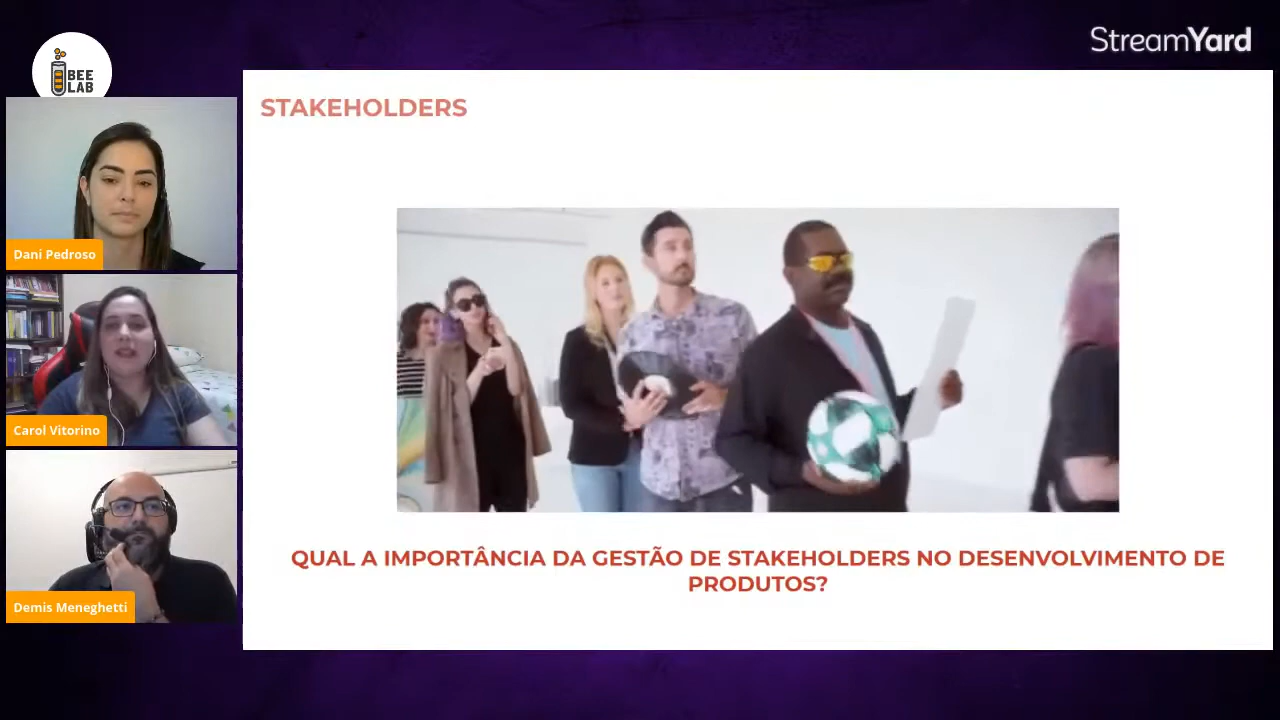 BEE
LAB
StreamYard
STAKEHOLDERS
Dani Pedroso
Carol Vitorino
Demis Meneghetti
QUAL A IMPORTÂNCIA DA GESTÃO DE STAKEHOLDERS NO DESENVOLVIMENTO DE
PRODUTOS?